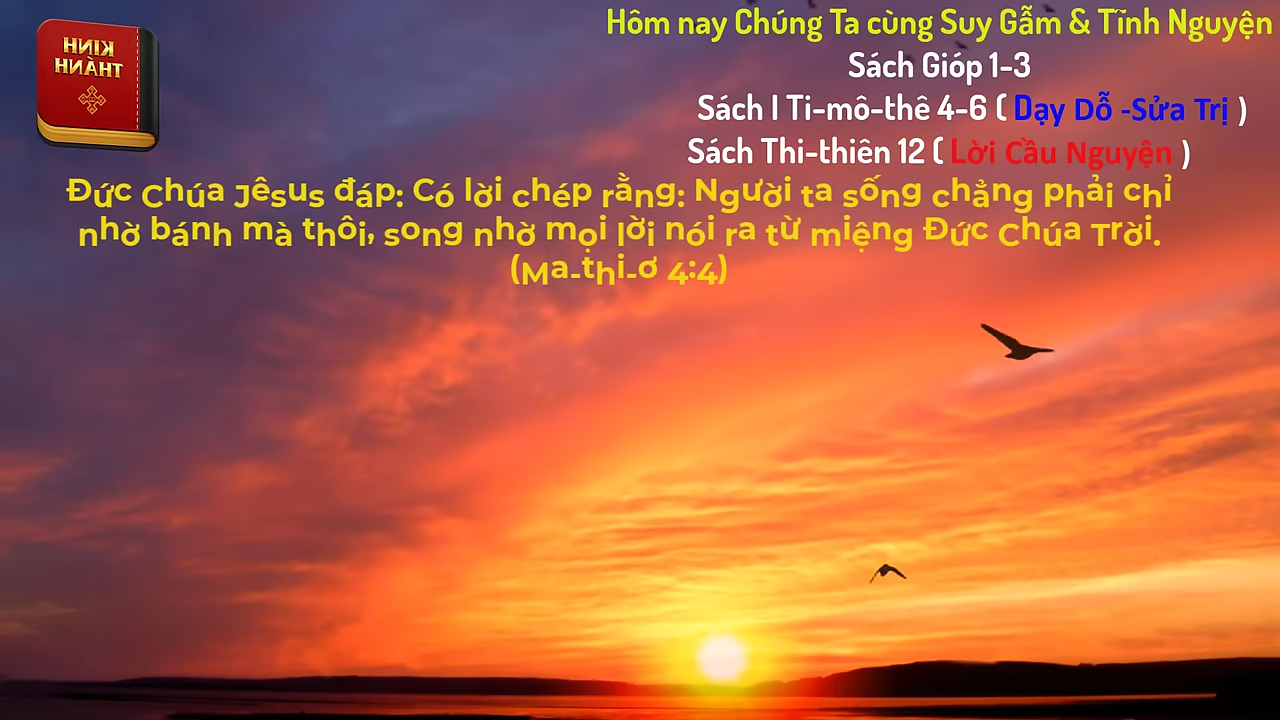 KINH
THÁNH
Hôm nay Chúng Ta cùng Suy Gẫm & Tĩnh Nguyện
Sách Gióp 1-3
Sách I Ti-mô-thê 4-6 ( Dạy Dỗ -Sửa Trị )
Sách Thi-thiên 12 ( Lời Cầu Nguyện )
Đức Chúa Jêsus đáp: Có lời chép rằng: Người ta sống chẳng phải chỉ
nhờ bánh mà thôi, song nhờ mọi lời nói ra từ miệng Đức Chúa Trời.
(Ma-thi-ơ 4:4)